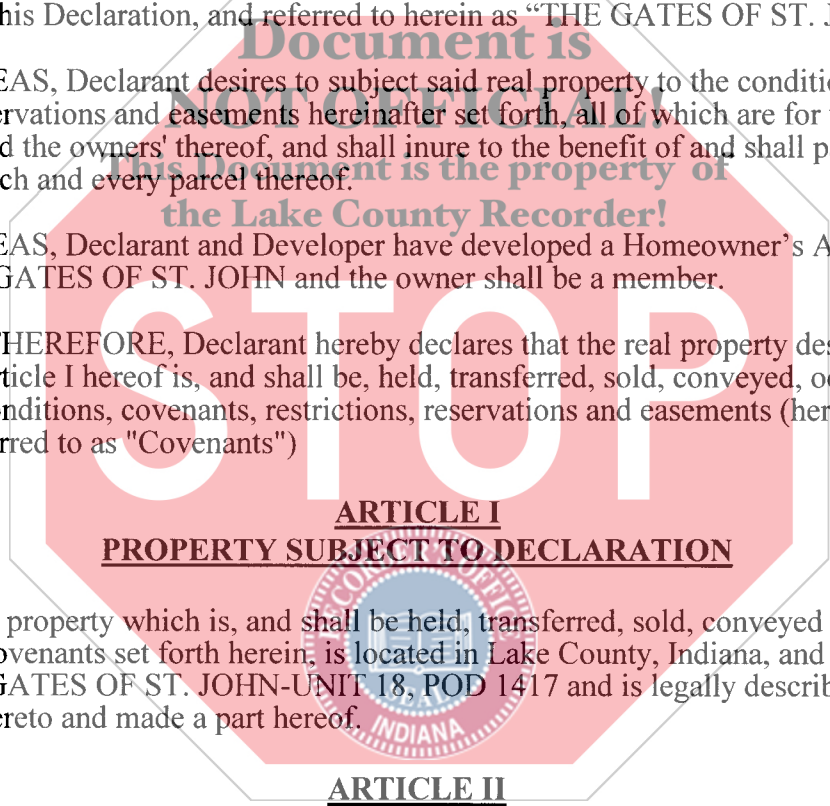 his Declaration, and referred to herein as “THE GATES OF ST. J
Document is
EAS, Declarant desires to subject said real property to the conditi
NOT OFFICIAL!
ervations and easements hereinafter set forth, all of which are for
d the owners' thereof, and shall inure to the benefit of and shall p
This Document is the property of
ch and every parcel thereof.
the Lake County Recorder!
EAS, Declarant and Developer have developed a Homeowner’s A
GATES OF ST. JOHN and the owner shall be a member.
STOP
HEREFORE, Declarant hereby declares that the real property des
ticle I hereof is, and shall be, held, transferred, sold, conveyed, o
nditions, covenants, restrictions, reservations and easements (her
rred to as "Covenants")
ARTICLE I
PROPERTY SUBJECT TO DECLARATION
RECORDER'S OFFICE
property which is, and shall be held, transferred, sold, conveyed
ovenants set forth herein, is located in Lake County, Indiana, and
GATES OF ST. JOHN-UNIT 18, POD 1417 and is legally describ
SEAL
ereto and made a part hereof.
INDIANA
ARTICLE II